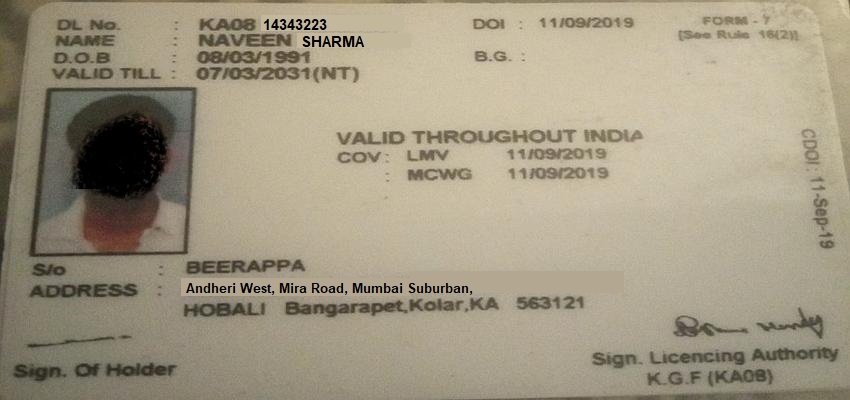 DL No. : KA08 14343223 DOI : 11/09/2019 FORM - 7
NAME : NAVEEN SHARMA [See Rule 16(2)]
D.O.B : 08/03/1991 B.G. :
VALID TILL : 07/03/2031(NT)
VALID THROUGHOUT INDIA
COV : LMV 11/09/2019
: MCWG 11/09/2019
CDOI: 11-Sep-19
S/o : BEERAPPA
ADDRESS : Andheri West, Mira Road, Mumbai Suburban,
HOBALI Bangarapet,Kolar,KA 563121
Sign. Of Holder
Sign. Licencing Authority
K.G.F (KA08)